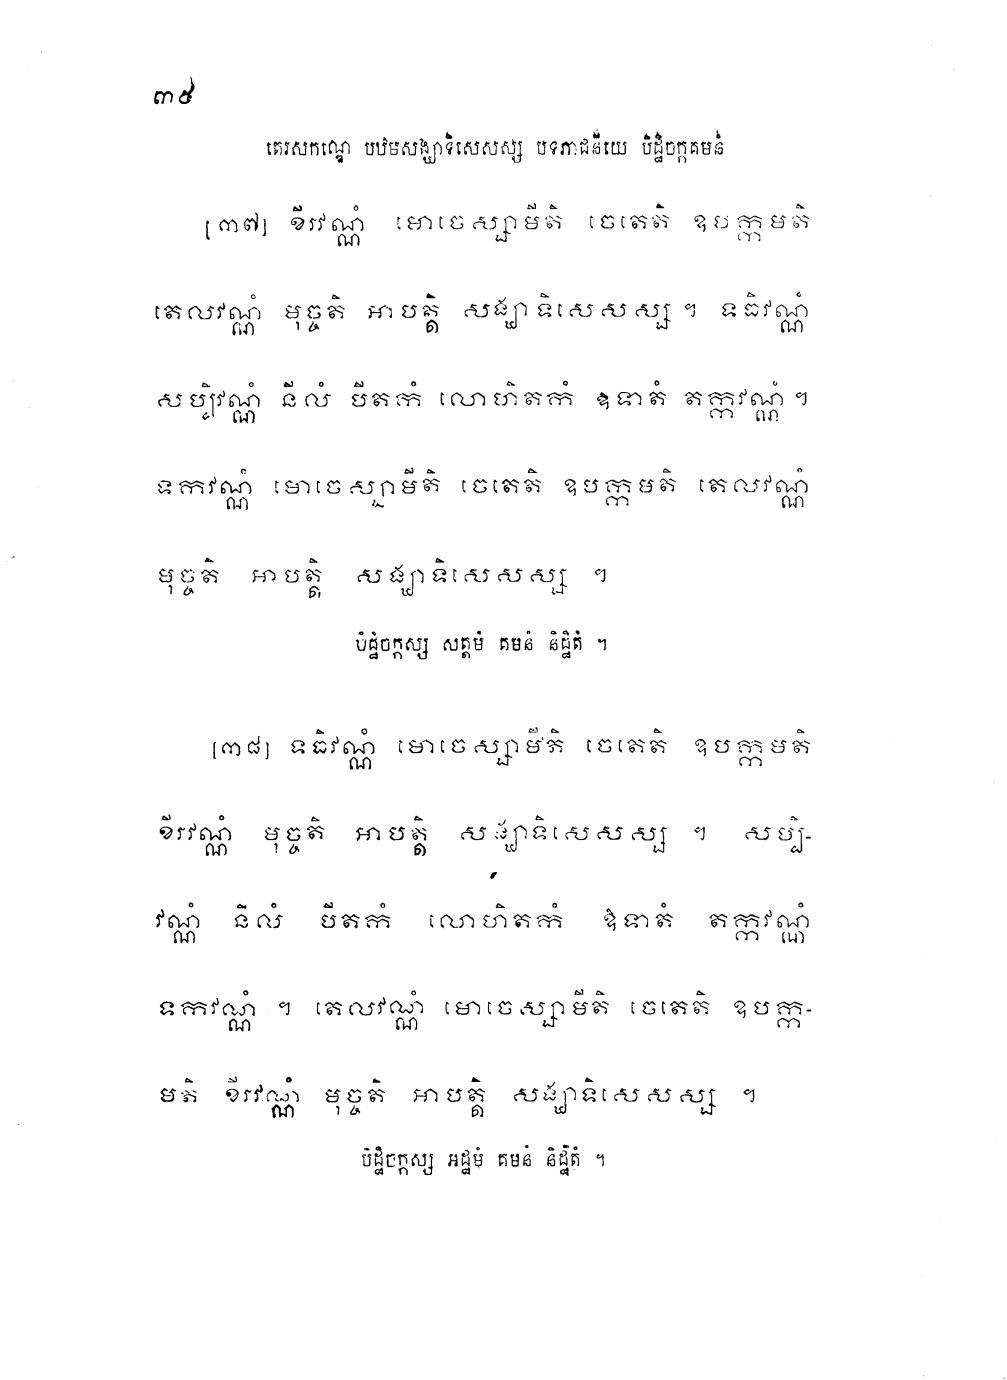 ៣៥
តេរសកណ្ឌេ បឋមសង្ឃាទិសេសស្ស បទភាជនីយេ បិដ្ឋិចក្កគមនំ
[៣៧] ខីរវណ្ណំ មោចេស្សាមីតិ ចេតេតិ ឧបក្កមតិ
តេលវណ្ណំ មុច្ចតិ អាបត្តិ សង្ឃាទិសេសស្ស ។ ទធិវណ្ណំ
សប្បិវណ្ណំ នីលំ បីតកំ លោហិតកំ ឱទាតំ តក្កវណ្ណំ ។
ទកវណ្ណំ មោចេស្សាមីតិ ចេតេតិ ឧបក្កមតិ តេលវណ្ណំ
មុច្ចតិ អាបត្តិ សង្ឃាទិសេសស្ស ។
បិដ្ឋិចក្កស្ស សត្តមំ គមនំ និដ្ឋិតំ ។
[៣៨] ទធិវណ្ណំ មោចេស្សាមីតិ ចេតេតិ ឧបក្កមតិ
ខីរវណ្ណំ មុច្ចតិ អាបត្តិ សង្ឃាទិសេសស្ស ។ សប្បិ-
វណ្ណំ នីលំ បីតកំ លោហិតកំ ឱទាតំ តក្កវណ្ណំ
ទកវណ្ណំ ។ តេលវណ្ណំ មោចេស្សាមីតិ ចេតេតិ ឧបក្ក-
មតិ ខីរវណ្ណំ មុច្ចតិ អាបត្តិ សង្ឃាទិសេសស្ស ។
បិដ្ឋិចក្កស្ស អដ្ឋមំ គមនំ និដ្ឋិតំ ។